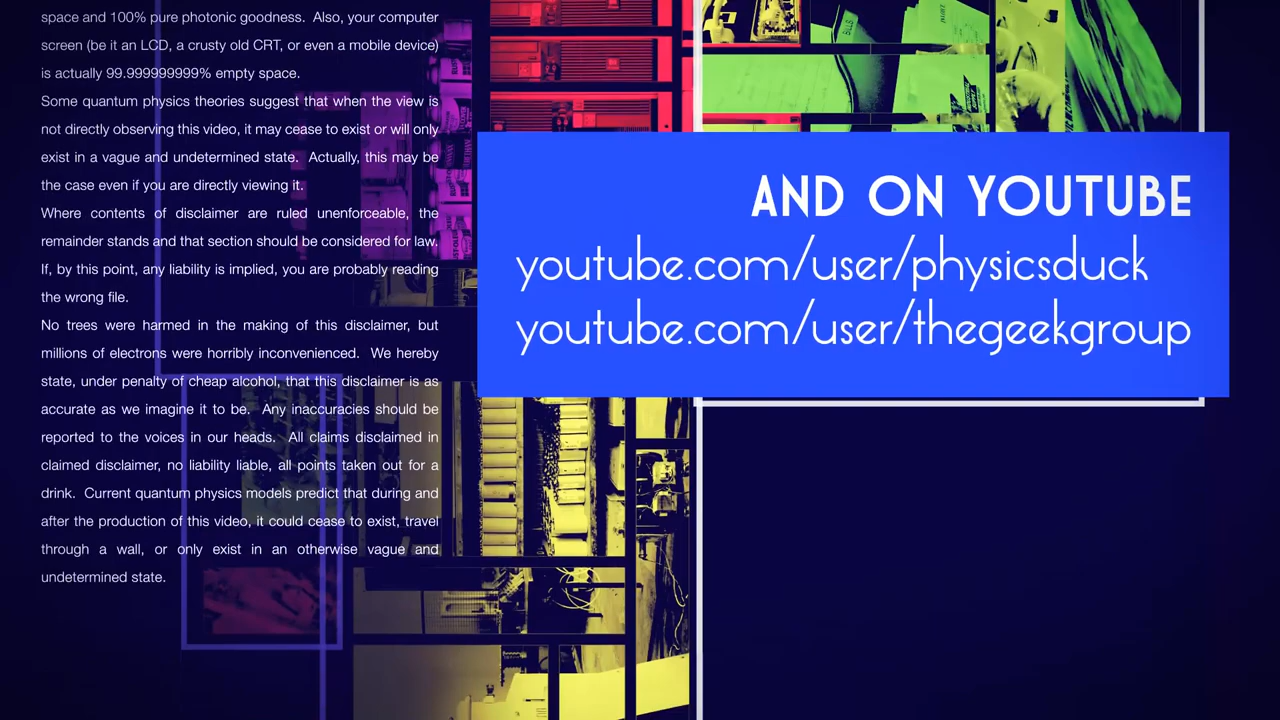 space and 100% pure photonic goodness. Also, your computer
screen (be it an LCD, a crusty old CRT, or even a mobile device)
is actually 99.999999999% empty space.
Some quantum physics theories suggest that when the view is
not directly observing this video, it may cease to exist or will only
exist in a vague and undetermined state. Actually, this may be
the case even if you are directly viewing it.
Where contents of disclaimer are ruled unenforceable, the
remainder stands and that section should be considered for law.
If, by this point, any liability is implied, you are probably reading
the wrong file.
No trees were harmed in the making of this disclaimer, but
millions of electrons were horribly inconvenienced. We hereby
state, under penalty of cheap alcohol, that this disclaimer is as
accurate as we imagine it to be. Any inaccuracies should be
reported to the voices in our heads. All claims disclaimed in
claimed disclaimer, no liability liable, all points taken out for a
drink. Current quantum physics models predict that during and
after the production of this video, it could cease to exist, travel
through a wall, or only exist in an otherwise vague and
undetermined state.
AND ON YOUTUBE
youtube.com/user/physicsduck
youtube.com/user/thegeekgroup
BILLS